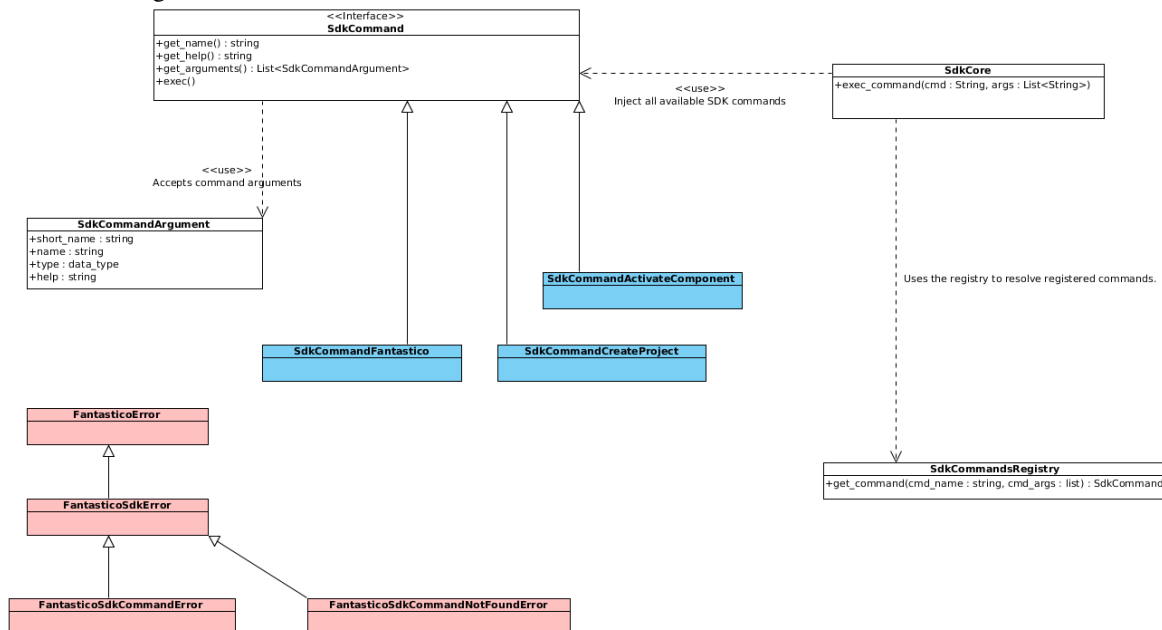 <<Interface>>
SdkCommand
+get_name() : string
+get_help() : string
+get_arguments() : List<SdkCommandArgument>
+exec()
SdkCore
+exec_command(cmd : String, args : List<String>)
<<use>>
Inject all available SDK commands
<<use>>
Accepts command arguments
SdkCommandArgument
+short_name : string
+name : string
+type : data_type
+help : string
SdkCommandActivateComponent
Uses the registry to resolve registered commands.
SdkCommandFantastico
SdkCommandCreateProject
FantasticoError
SdkCommandsRegistry
+get_command(cmd_name : string, cmd_args : list) : SdkCommand
FantasticoSdkError
FantasticoSdkCommandError
FantasticoSdkCommandNotFoundError